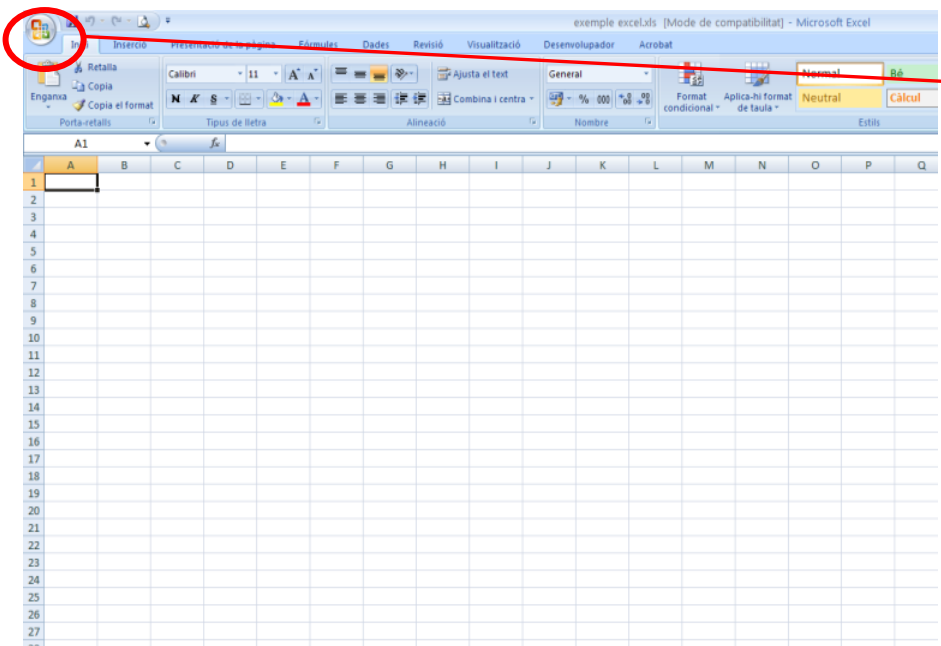 exemple excel.xls [Mode de compatibilitat] - Microsoft Excel
Inici Inserció Presentació de la pàgina Fórmules Dades Revisió Visualització Desenvolupador Acrobat
Enganxa
Retalla
Copia
Copia el format
Porta-retalls
Calibri 11 A A
N K S A
Tipus de lletra
Ajusta el text
Combina i centra
Alineació
General
% 000
Nombre
Format condicional
Aplica-hi format de taula
Normal Bé
Neutral Càlcul
Estils
A1 fx
A B C D E F G H I J K L M N O P Q
1
2
3
4
5
6
7
8
9
10
11
12
13
14
15
16
17
18
19
20
21
22
23
24
25
26
27